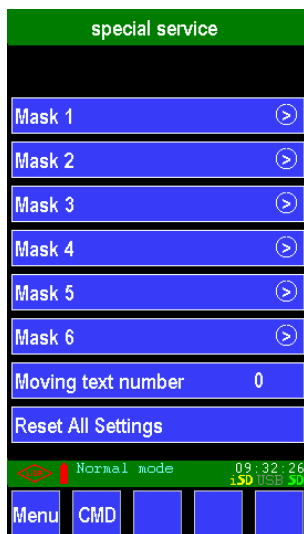 special service
Mask 1
Mask 2
Mask 3
Mask 4
Mask 5
Mask 6
Moving text number 0
Reset All Settings
Normal mode 09:32:26
iSD USB SD
Menu CMD